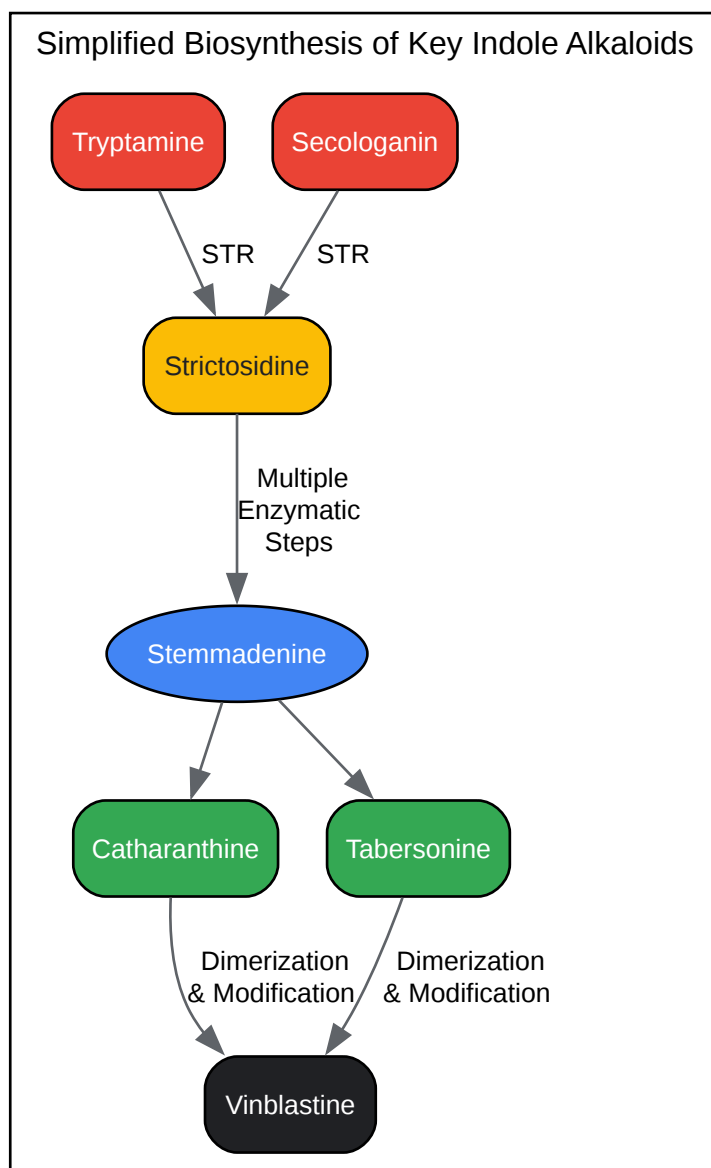 Simplified Biosynthesis of Key Indole Alkaloids
Tryptamine
Secologanin
STR
STR
Strictosidine
Multiple
Enzymatic
Steps
Stemmadenine
Catharanthine
Tabersonine
Dimerization
& Modification
Dimerization
& Modification
Vinblastine